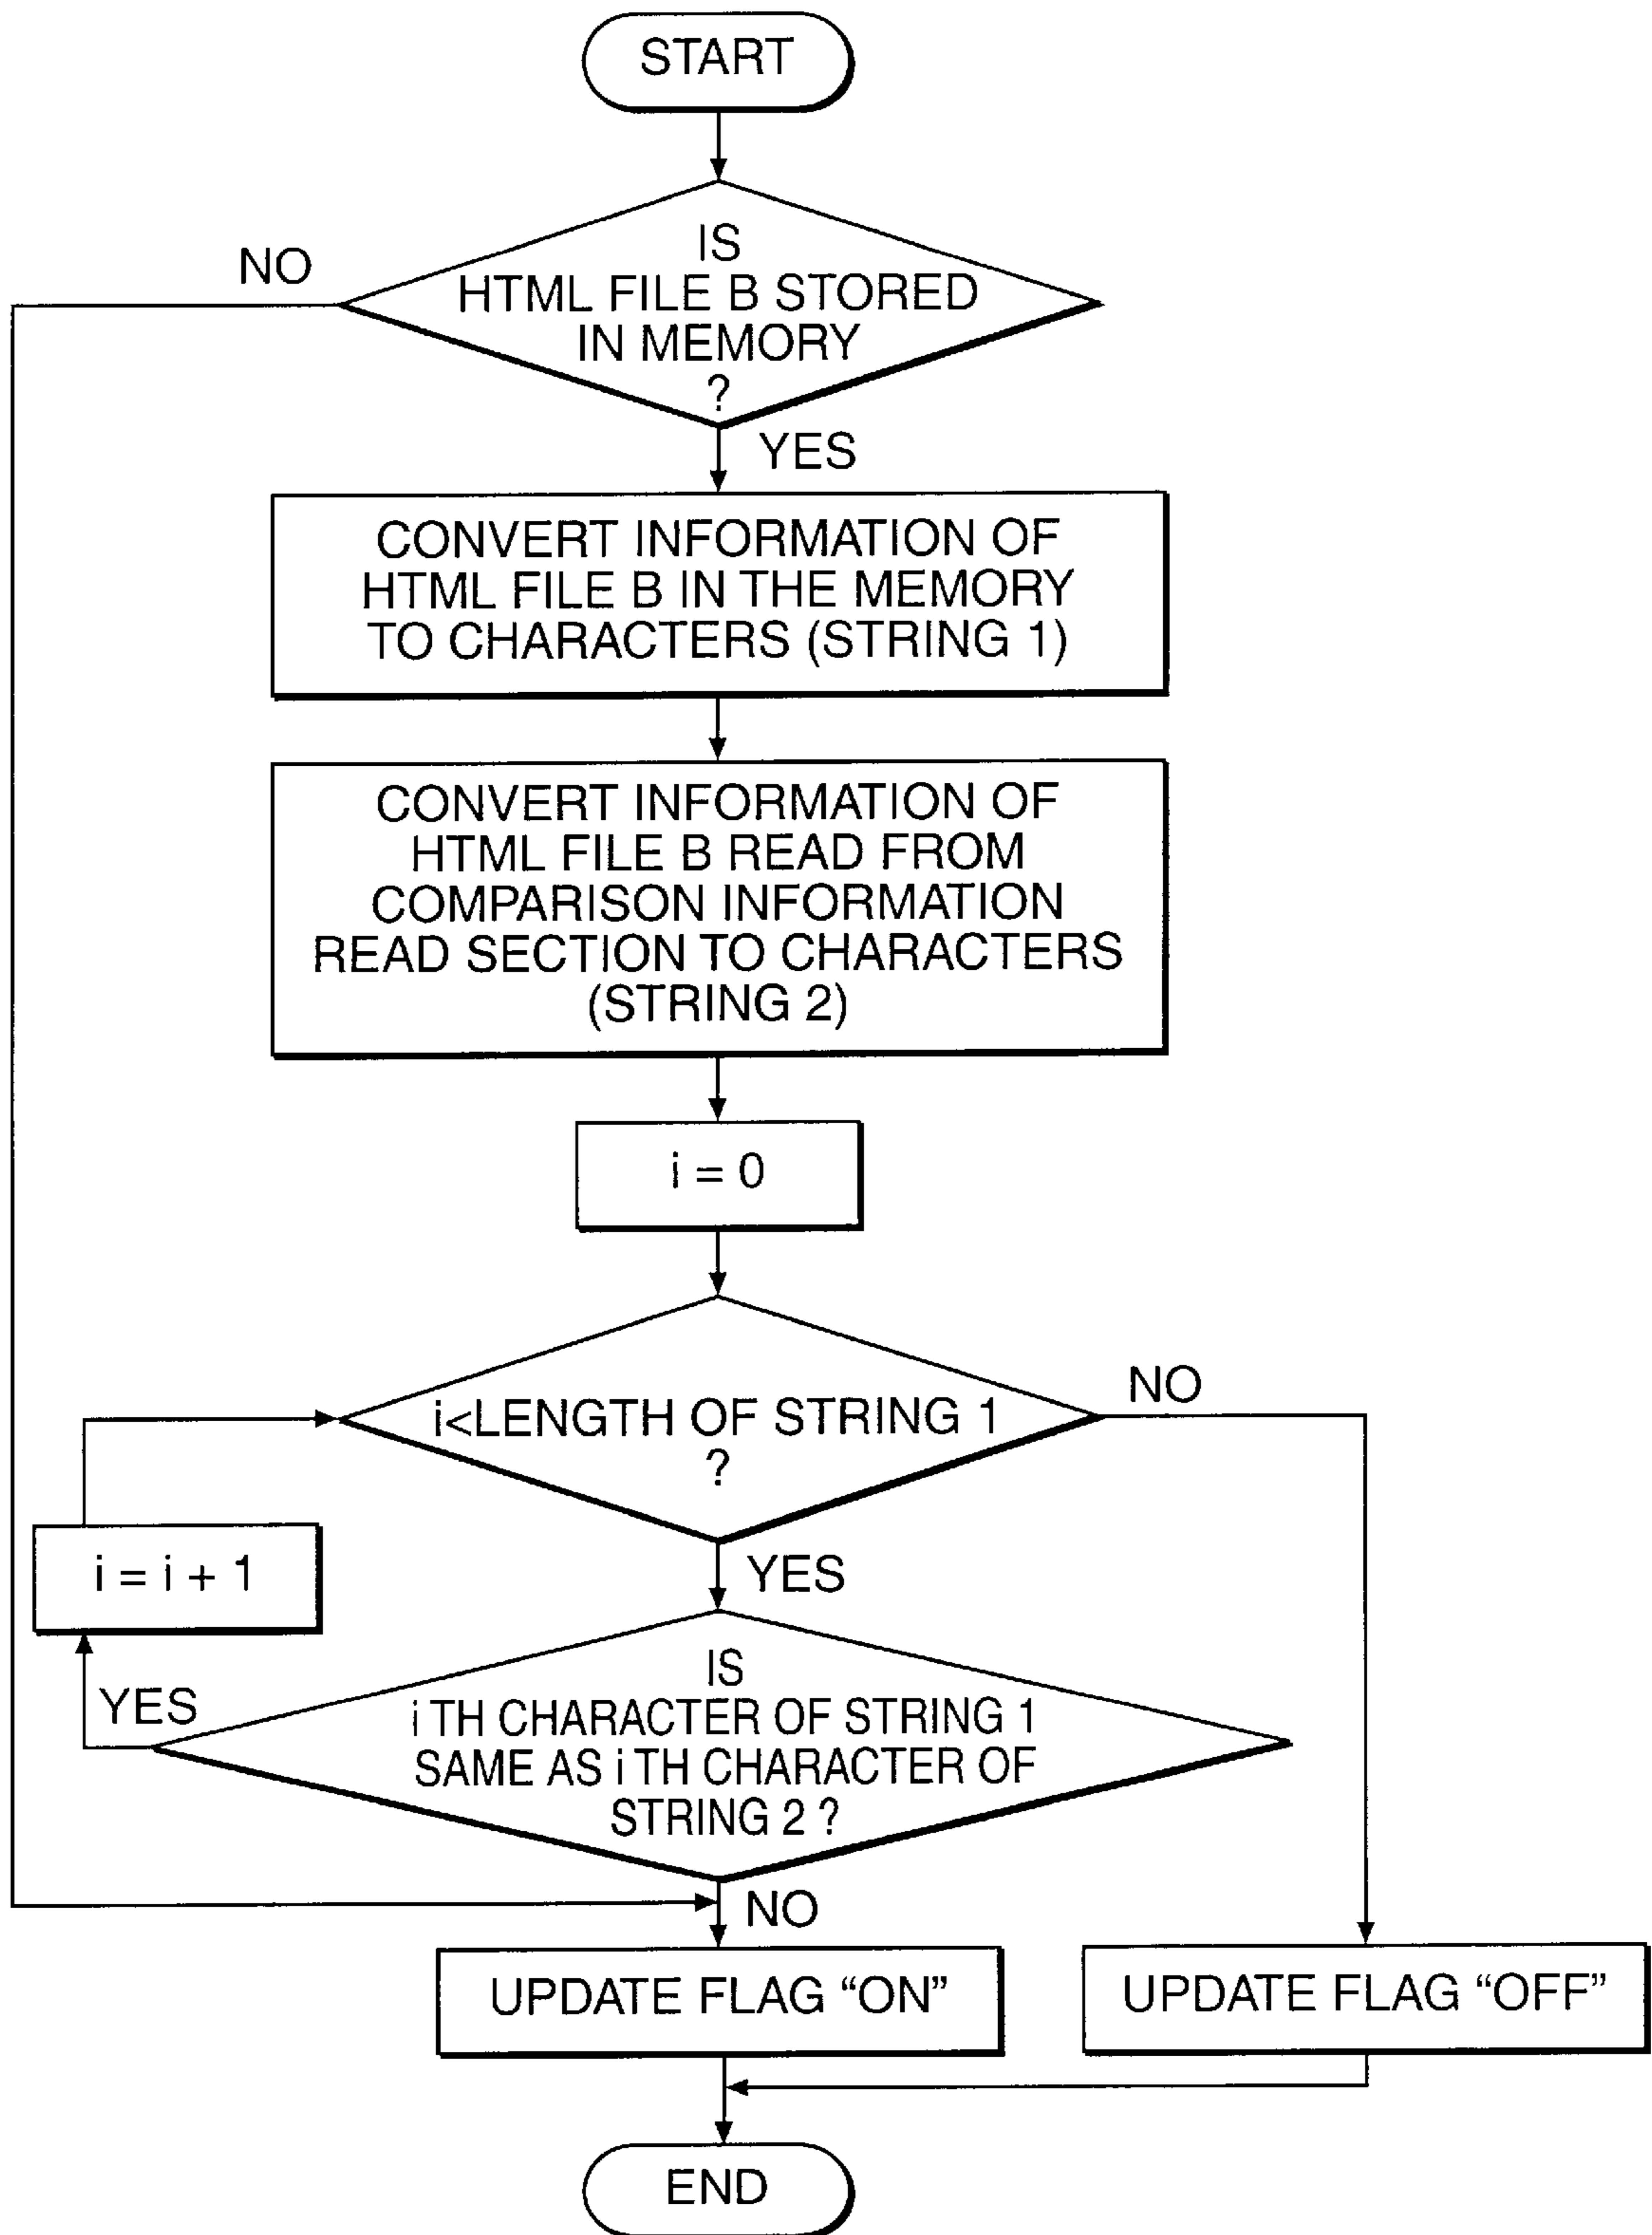 START
NO
IS
HTML FILE B STORED
IN MEMORY
?
YES
CONVERT INFORMATION OF
HTML FILE B IN THE MEMORY
TO CHARACTERS (STRING 1)
CONVERT INFORMATION OF
HTML FILE B READ FROM
COMPARISON INFORMATION
READ SECTION TO CHARACTERS
(STRING 2)
i = 0
NO
i<LENGTH OF STRING 1
?
i = i + 1
YES
YES
IS
i TH CHARACTER OF STRING 1
SAME AS i TH CHARACTER OF
STRING 2 ?
NO
UPDATE FLAG “ON”
UPDATE FLAG “OFF”
END